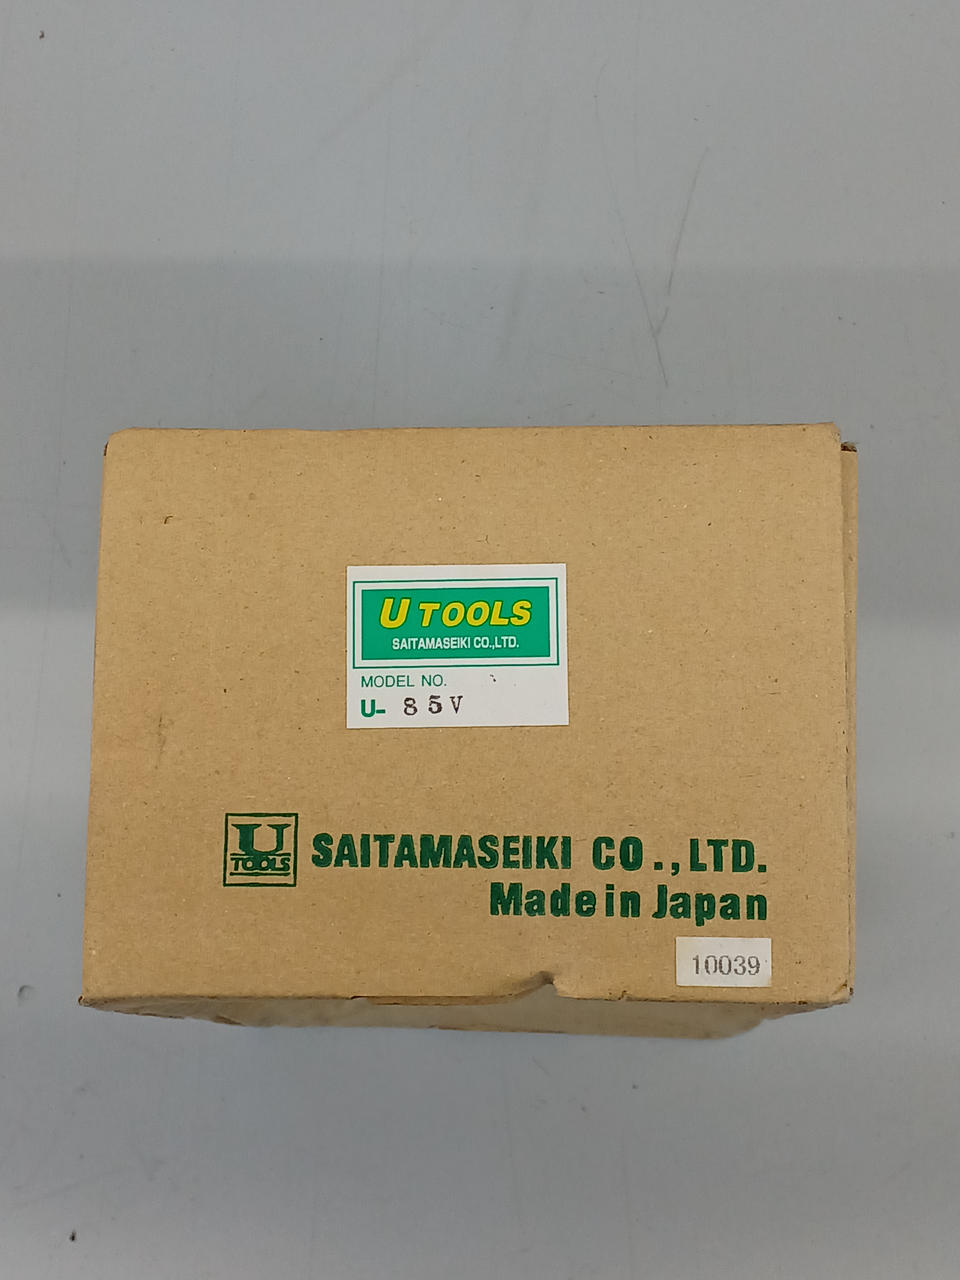 U TOOLS
SAITAMASEIKI CO.,LTD.
MODEL NO.
U- 85V
U
TOOLS
SAITAMASEIKI CO.,LTD.
Made in Japan
10039